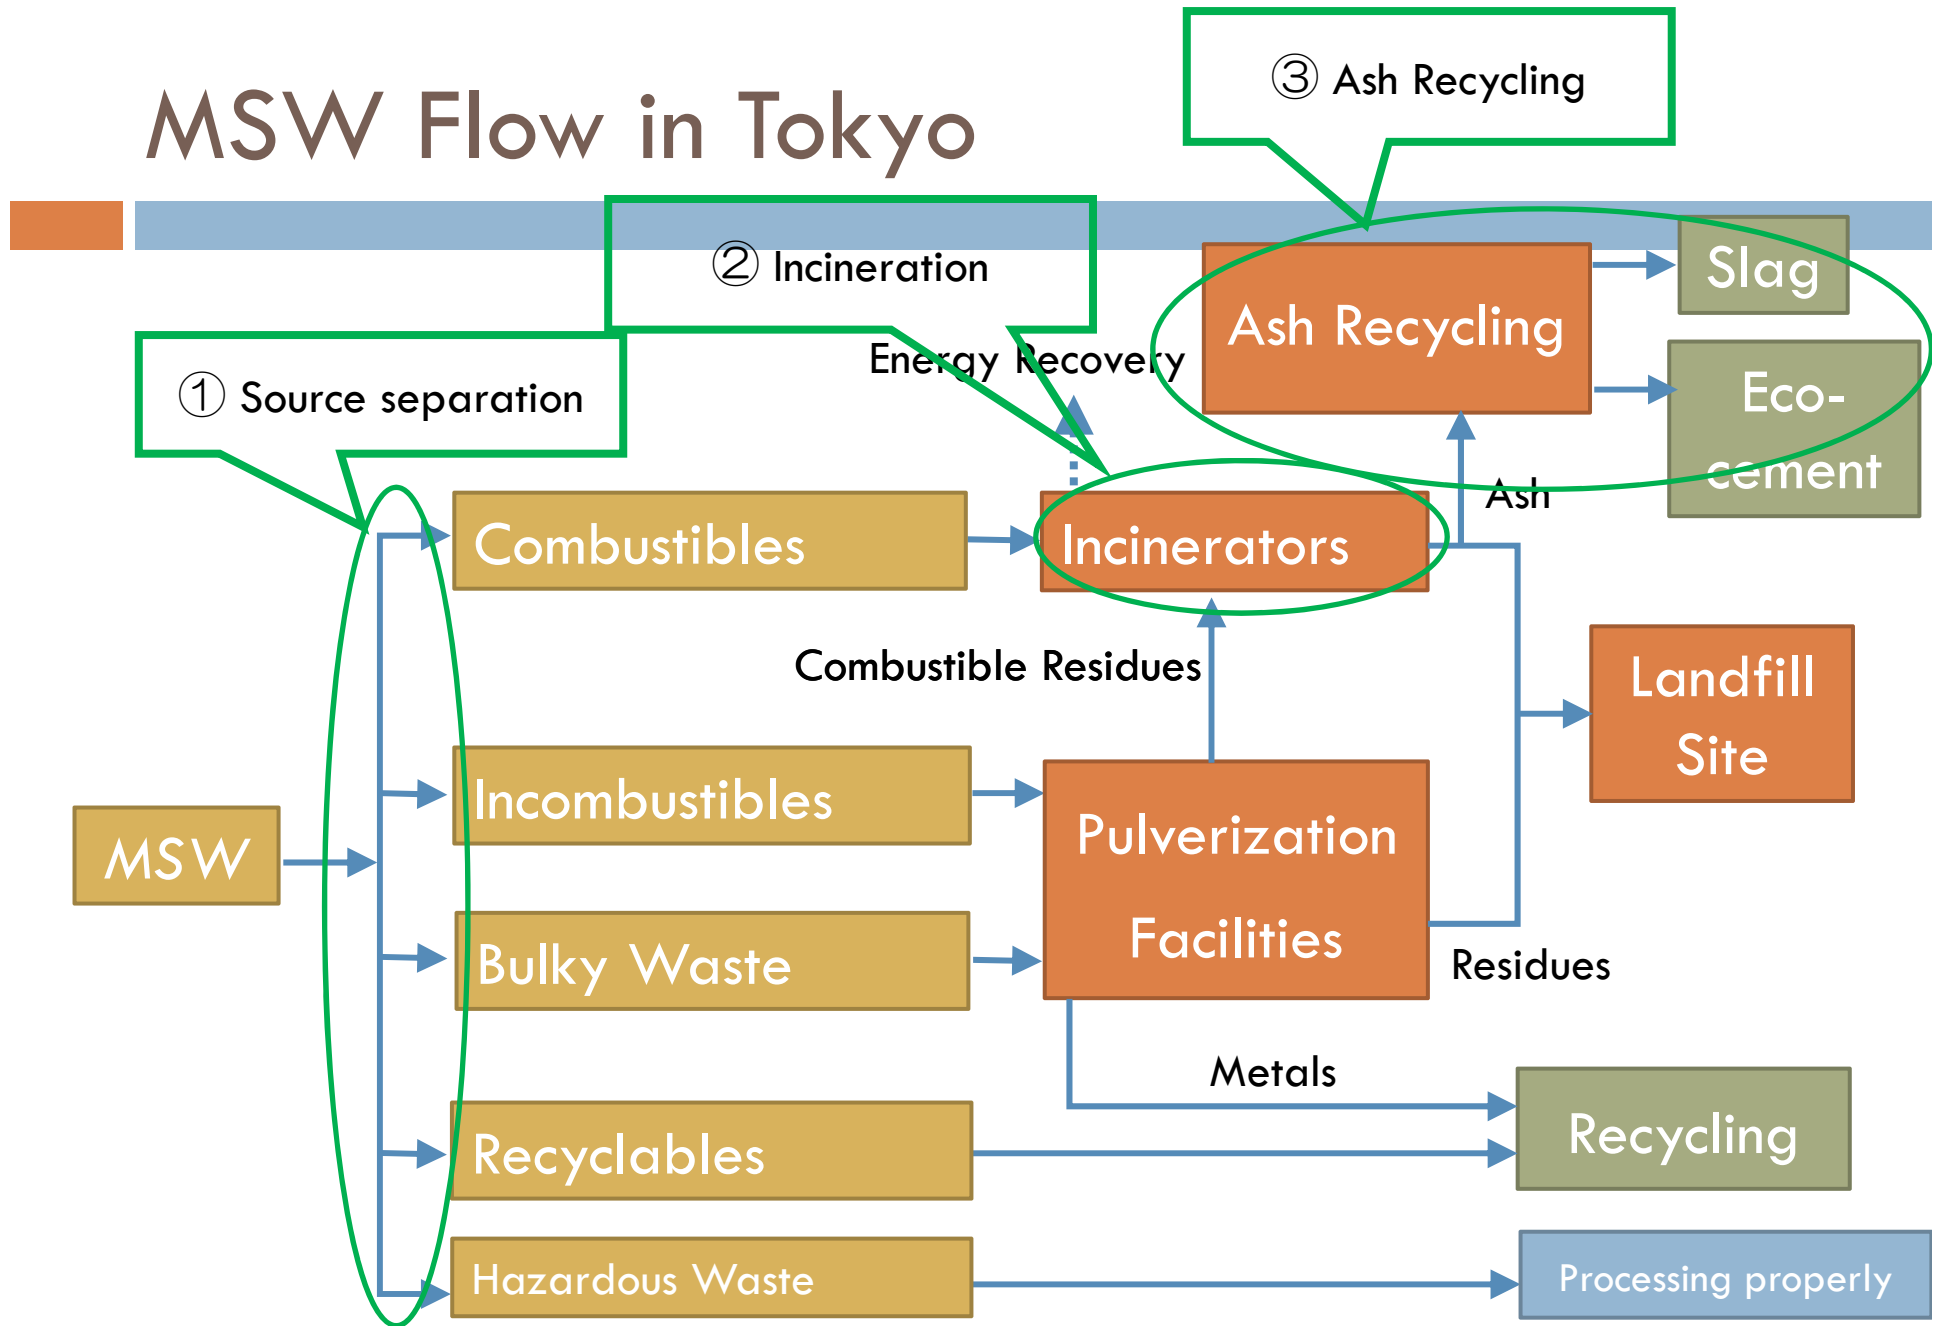 MSW Flow in Tokyo
③ Ash Recycling
② Incineration
① Source separation
Energy Recovery
Ash Recycling
Slag
Eco-
cement
Ash
Combustibles
Incinerators
Combustible Residues
Landfill
Site
Incombustibles
MSW
Pulverization
Facilities
Bulky Waste
Residues
Metals
Recyclables
Recycling
Hazardous Waste
Processing properly